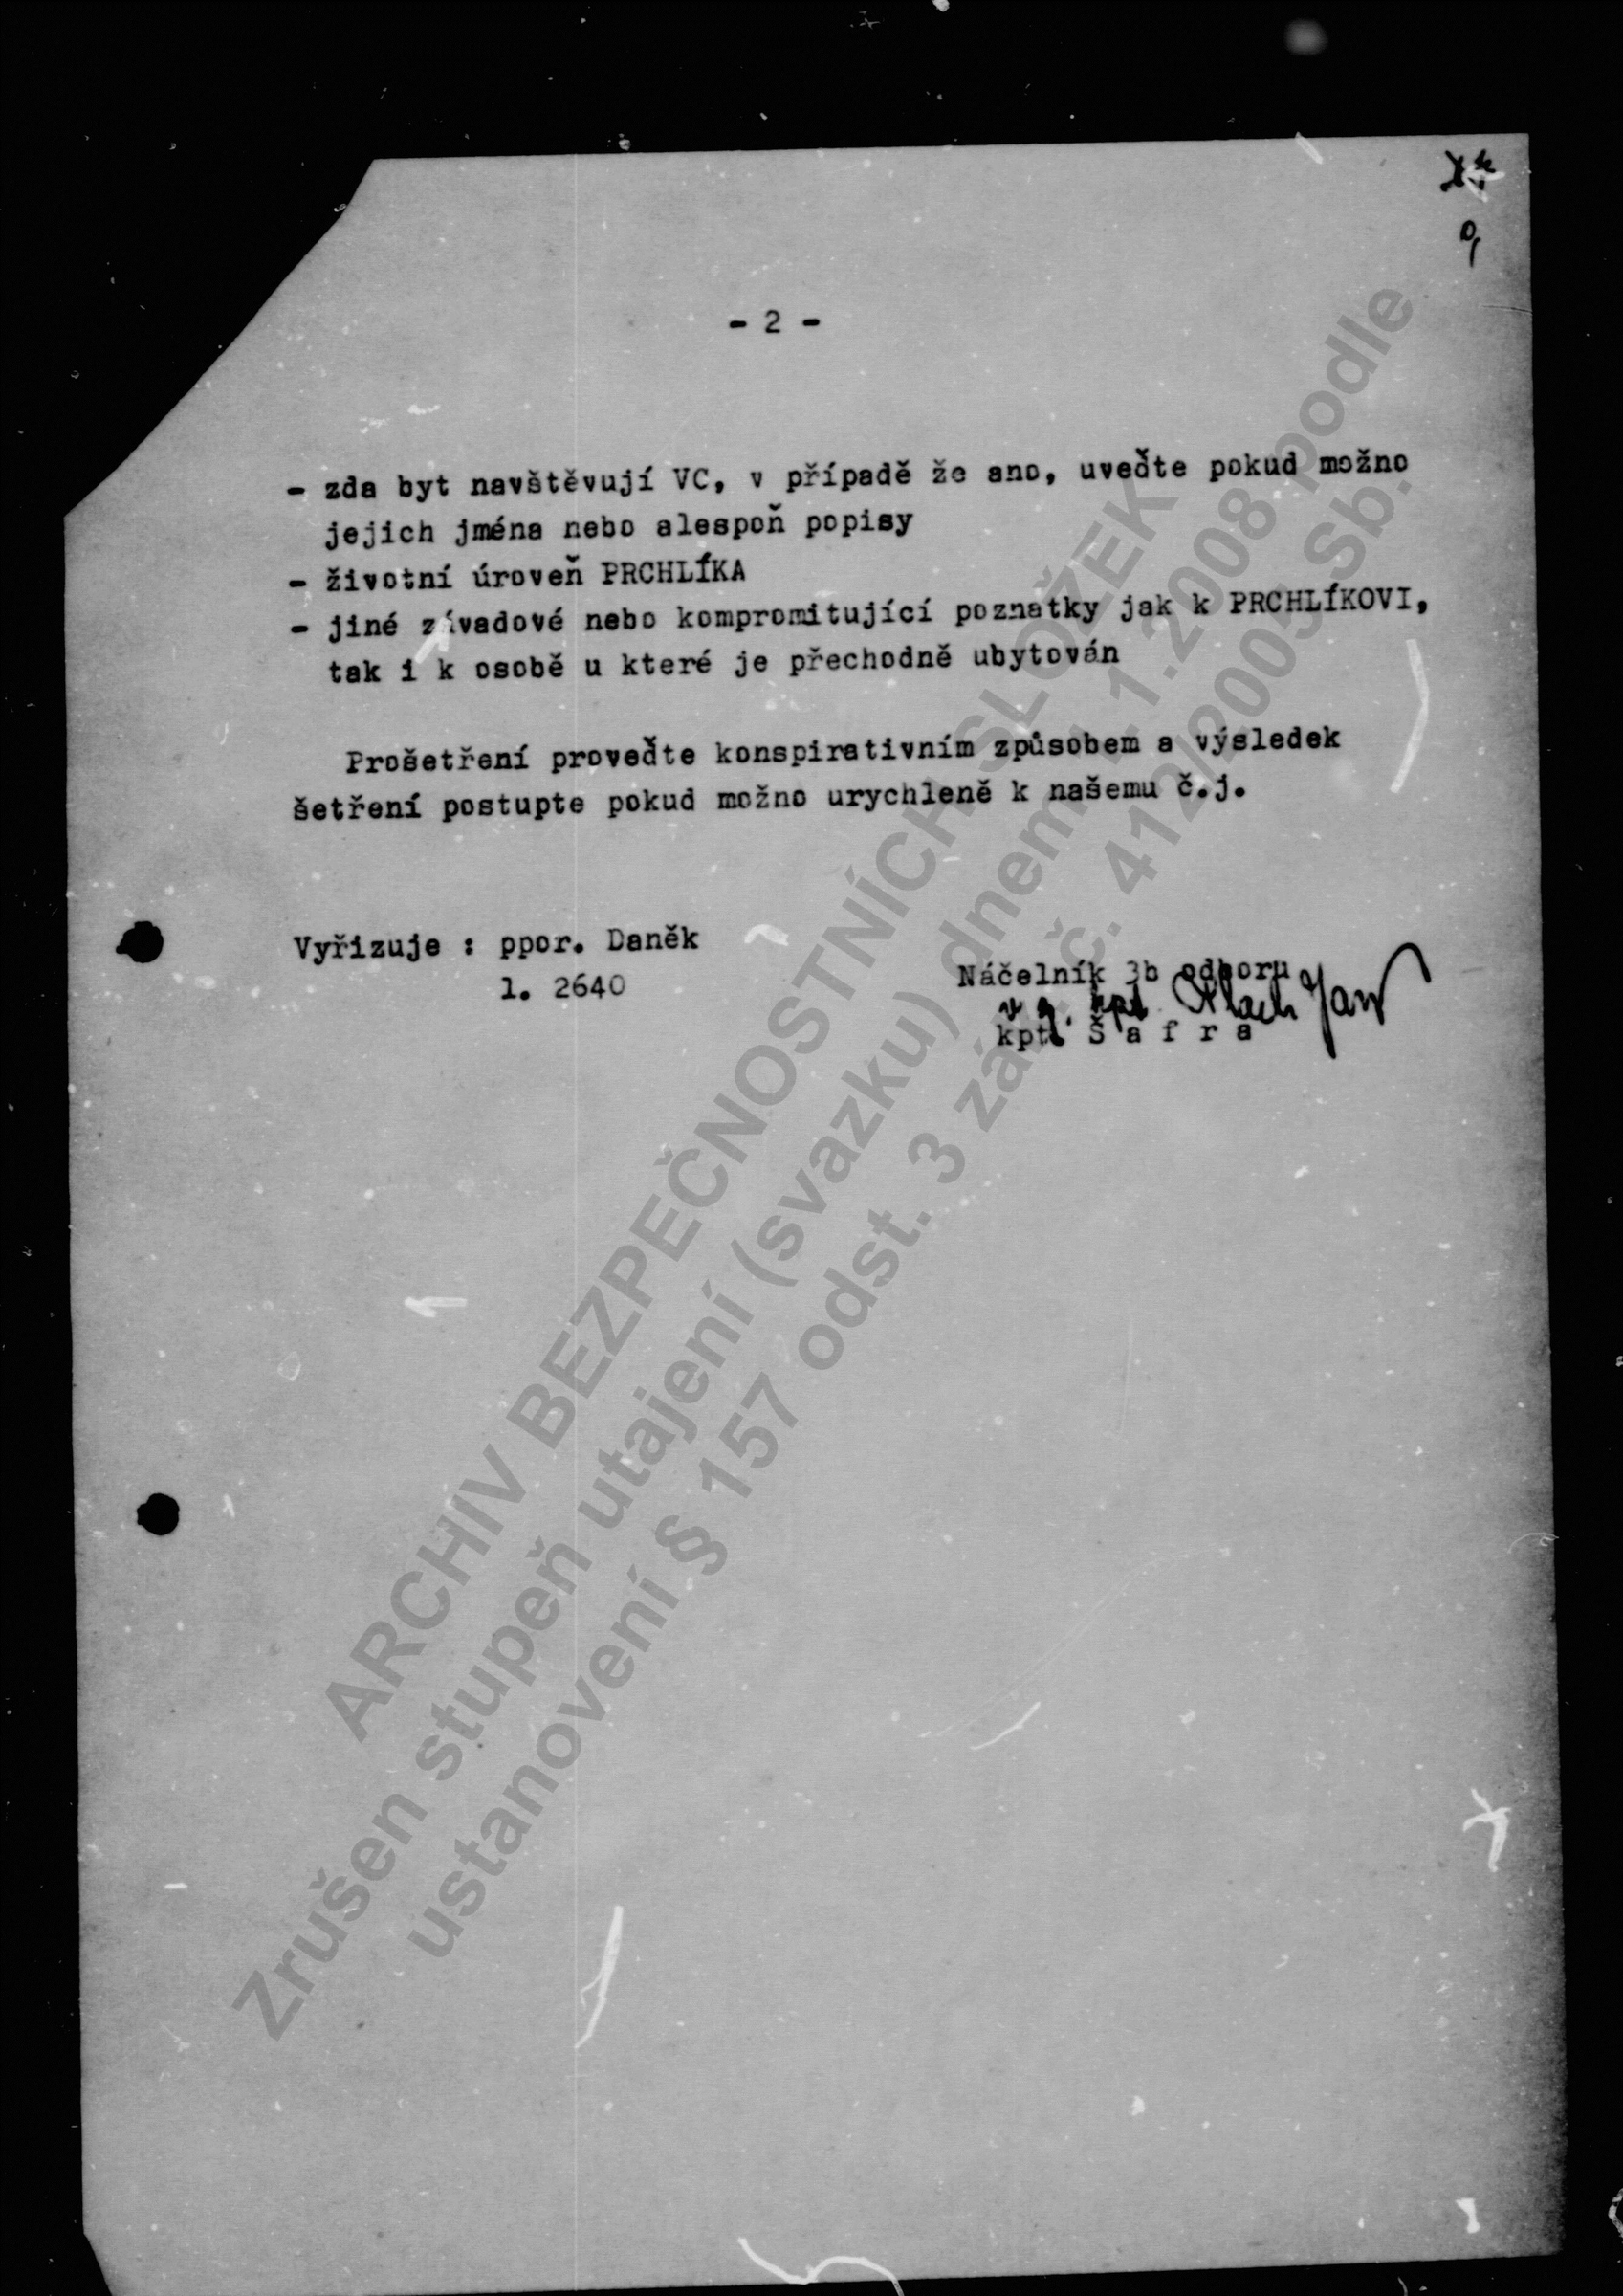 9
- 2 -
- zda byt navštěvují VC, v případě že ano, uveďte pokud možno
jejich jména nebo alespoň popisy
- životní úroveň PRCHLÍKA
- jiné závadové nebo kompromitující poznatky jak k PRCHLÍKOVI,
tak i k osobě u které je přechodně ubytován
Prošetření proveďte konspirativním způsobem a výsledek
šetření postupte pokud možno urychleně k našemu č.j.
Vyřizuje : ppor. Daněk
l. 2640
Náčelník 3b odboru
v z. kpt.
kpt. Š a f r a
ARCHIV BEZPEČNOSTNÍCH SLOŽEK
Zrušen stupeň utajení (svazku) dnem 1.1.2008 podle
ustanovení § 157 odst. 3 zák. č. 412/2005 Sb.